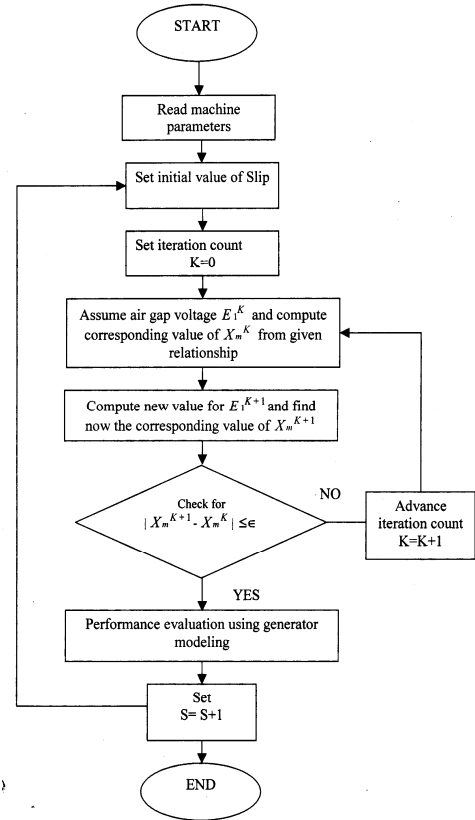 START
Read machine
parameters
Set initial value of Slip
Set iteration count
K=0
Assume air gap voltage E₁ᴷ and compute
corresponding value of Xₘᴷ from given
relationship
Compute new value for E₁ᴷ⁺¹ and find
now the corresponding value of Xₘᴷ⁺¹
Check for
| Xₘᴷ⁺¹ - Xₘᴷ | ≤ϵ
NO
Advance
iteration count
K=K+1
YES
Performance evaluation using generator
modeling
Set
S= S+1
END